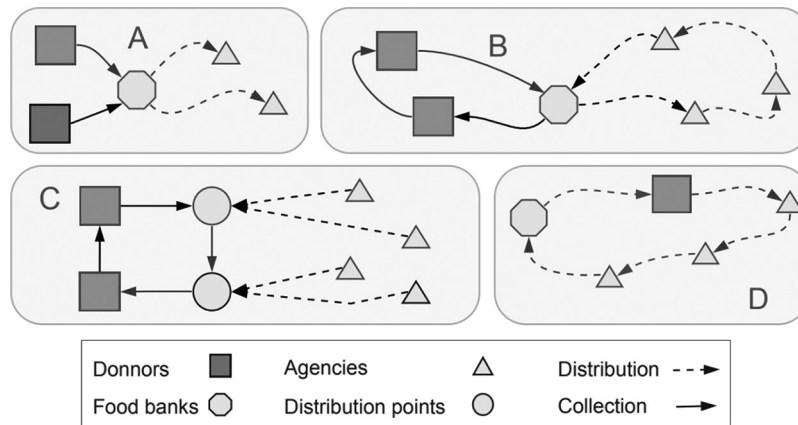 A
B
C
D
Donnors Agencies Distribution
Food banks Distribution points Collection